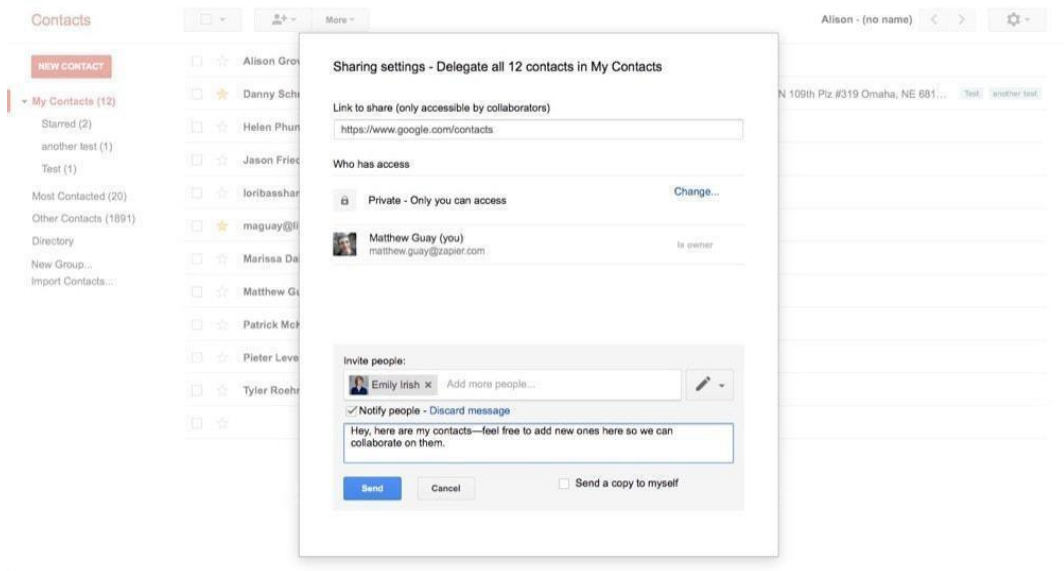 Contacts
More
Alison - (no name)
NEW CONTACT
My Contacts (12)
Starred (2)
another test (1)
Test (1)
Most Contacted (20)
Other Contacts (1891)
Directory
New Group...
Import Contacts...
Alison Gro
Danny Sch
N 109th Plz #319 Omaha, NE 681...
Test
another test
Helen Phun
Jason Fried
loribasshar
maguay@li
Marissa Da
Matthew Gu
Patrick McK
Pieter Leve
Tyler Roehr
Sharing settings - Delegate all 12 contacts in My Contacts
Link to share (only accessible by collaborators)
https://www.google.com/contacts
Who has access
Private - Only you can access
Change...
Matthew Guay (you)
matthew.guay@zapier.com
Is owner
Invite people:
Emily Irish × Add more people...
Notify people - Discard message
Hey, here are my contacts—feel free to add new ones here so we can
collaborate on them.
Send
Cancel
Send a copy to myself